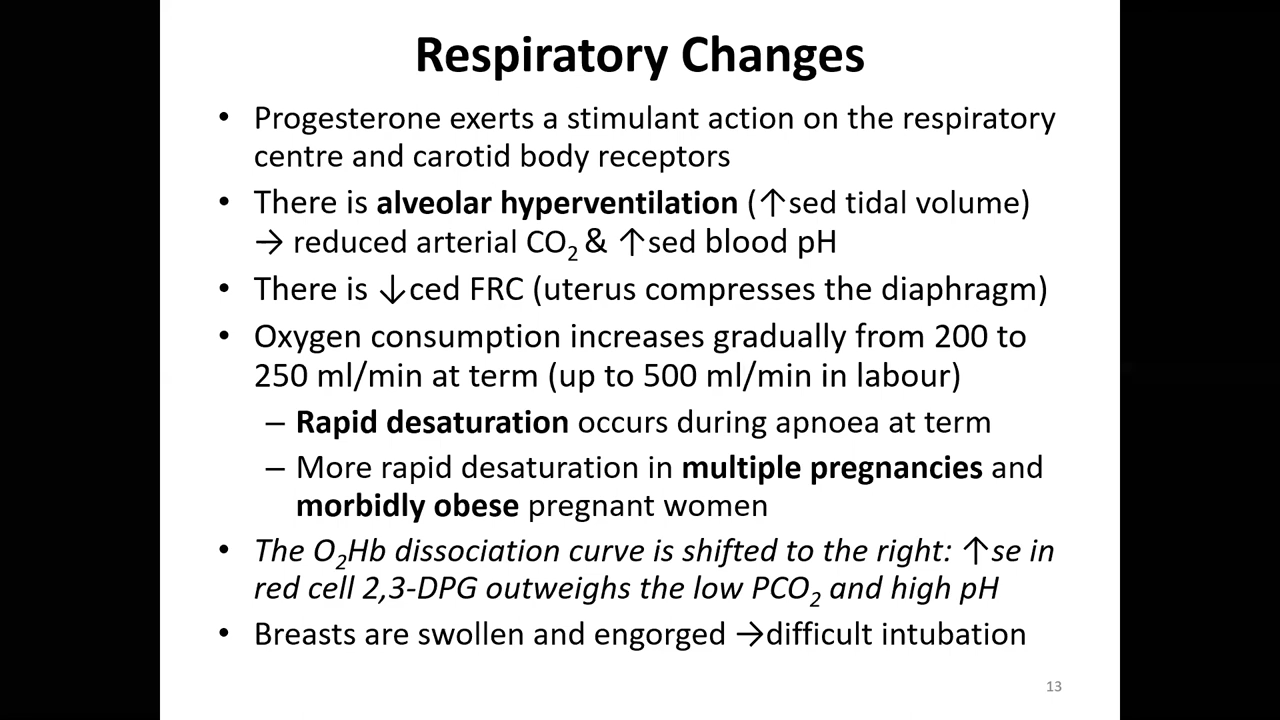 Respiratory Changes
• Progesterone exerts a stimulant action on the respiratory
centre and carotid body receptors
• There is alveolar hyperventilation (↑sed tidal volume)
→ reduced arterial CO₂ & ↑sed blood pH
• There is ↓ced FRC (uterus compresses the diaphragm)
• Oxygen consumption increases gradually from 200 to
250 ml/min at term (up to 500 ml/min in labour)
– Rapid desaturation occurs during apnoea at term
– More rapid desaturation in multiple pregnancies and
morbidly obese pregnant women
• The O₂Hb dissociation curve is shifted to the right: ↑se in
red cell 2,3-DPG outweighs the low PCO₂ and high pH
• Breasts are swollen and engorged →difficult intubation
13